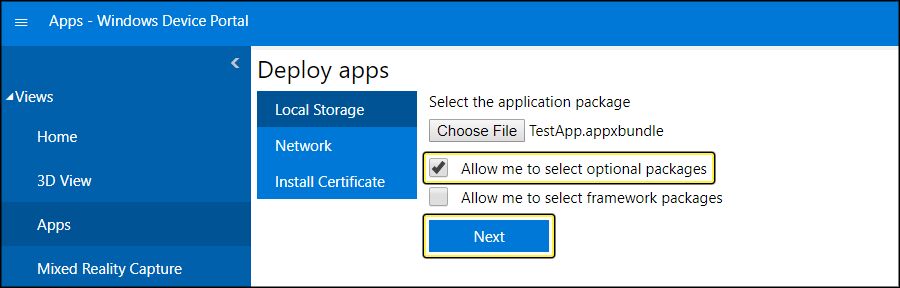 Apps - Windows Device Portal
Views
Home
3D View
Apps
Mixed Reality Capture
Deploy apps
Local Storage
Network
Install Certificate
Select the application package
Choose File TestApp.appxbundle
Allow me to select optional packages
Allow me to select framework packages
Next